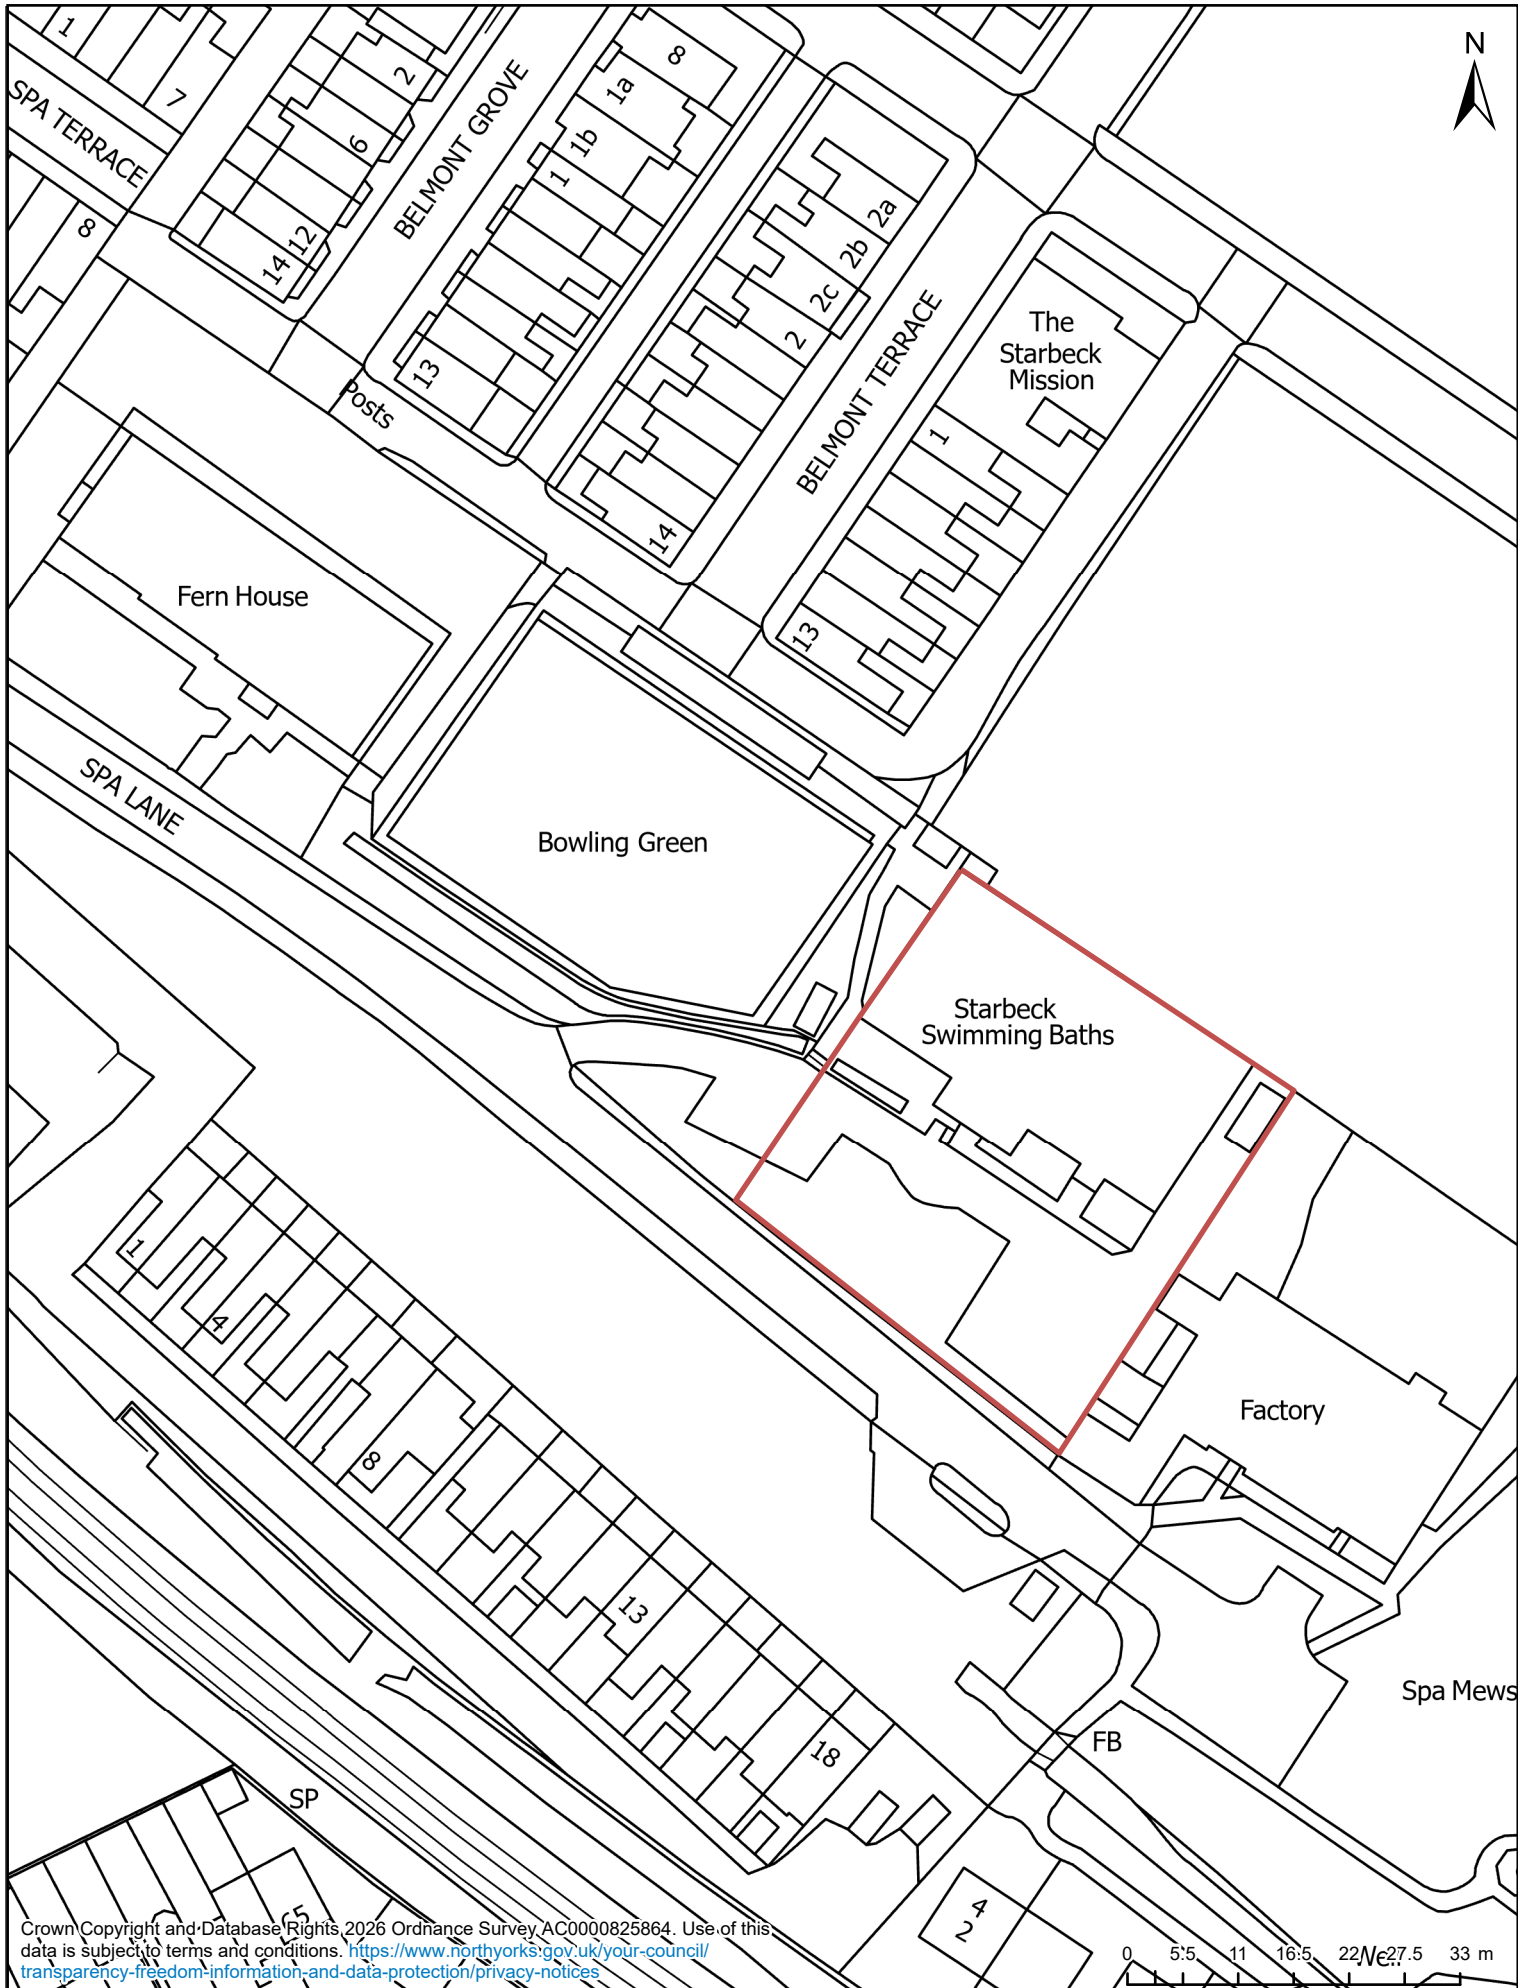 N
1
7
SPA TERRACE
8
2
6
12
14
BELMONT GROVE
8
1a
1b
1
13
Posts
2a
2b
2c
2
14
BELMONT TERRACE
The
Starbeck
Mission
1
13
Fern House
SPA LANE
Bowling Green
Starbeck
Swimming Baths
Factory
1
4
8
13
18
Spa Mews
FB
SP
65
4
2
Crown Copyright and Database Rights 2026 Ordnance Survey AC0000825864. Use of this
data is subject to terms and conditions. https://www.northyorks.gov.uk/your-council/
transparency-freedom-information-and-data-protection/privacy-notices
0 5.5 11 16.5 22 27.5 33 m